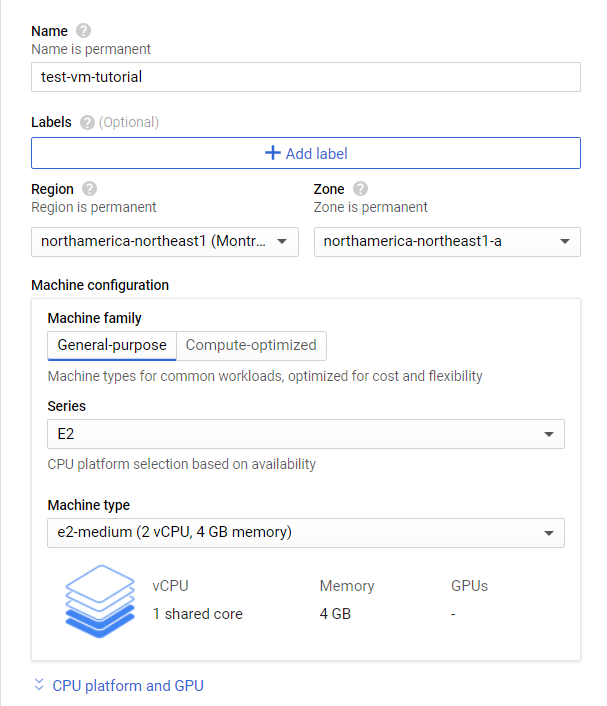 Name
Name is permanent
test-vm-tutorial
Labels (Optional)
Add label
Region
Region is permanent
Zone
Zone is permanent
northamerica-northeast1 (Montr...
northamerica-northeast1-a
Machine configuration
Machine family
General-purpose
Compute-optimized
Machine types for common workloads, optimized for cost and flexibility
Series
E2
CPU platform selection based on availability
Machine type
e2-medium (2 vCPU, 4 GB memory)
vCPU
Memory
GPUs
1 shared core
4 GB
-
CPU platform and GPU